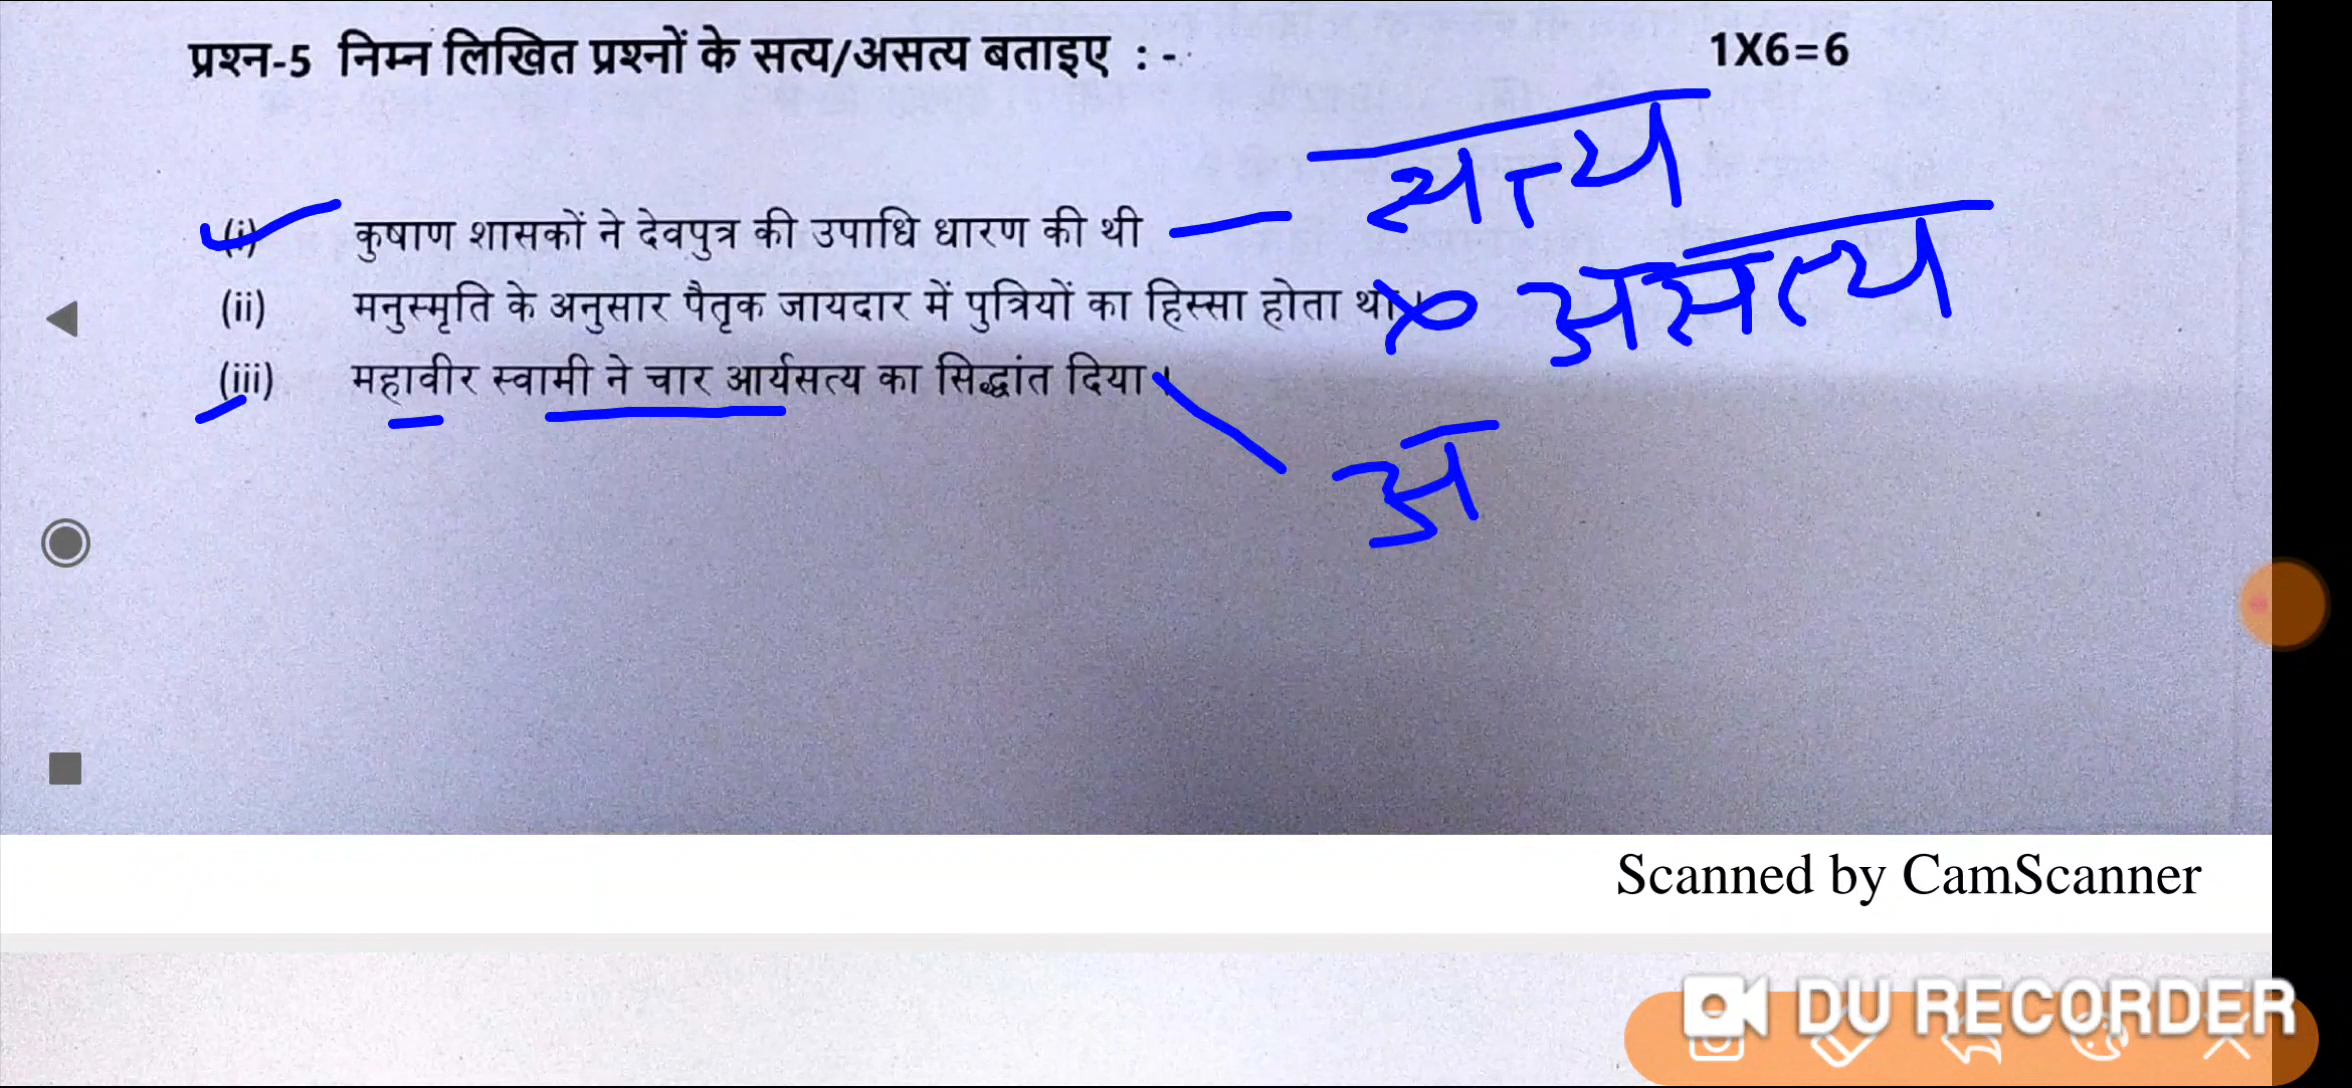 प्रश्न-5 निम्न लिखित प्रश्नों के सत्य/असत्य बताइए : - 1X6=6
(i) कुषाण शासकों ने देवपुत्र की उपाधि धारण की थी — सत्य
(ii) मनुस्मृति के अनुसार पैतृक जायदार में पुत्रियों का हिस्सा होता था। असत्य
(iii) महावीर स्वामी ने चार आर्यसत्य का सिद्धांत दिया।
अ
Scanned by CamScanner
DU RECORDER